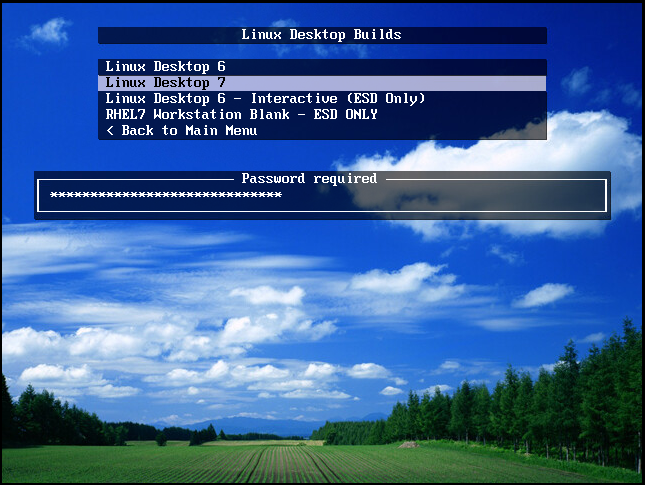 Linux Desktop Builds
Linux Desktop 6
Linux Desktop 7
Linux Desktop 6 - Interactive (ESD Only)
RHEL7 Workstation Blank - ESD ONLY
< Back to Main Menu
Password required
*****************************